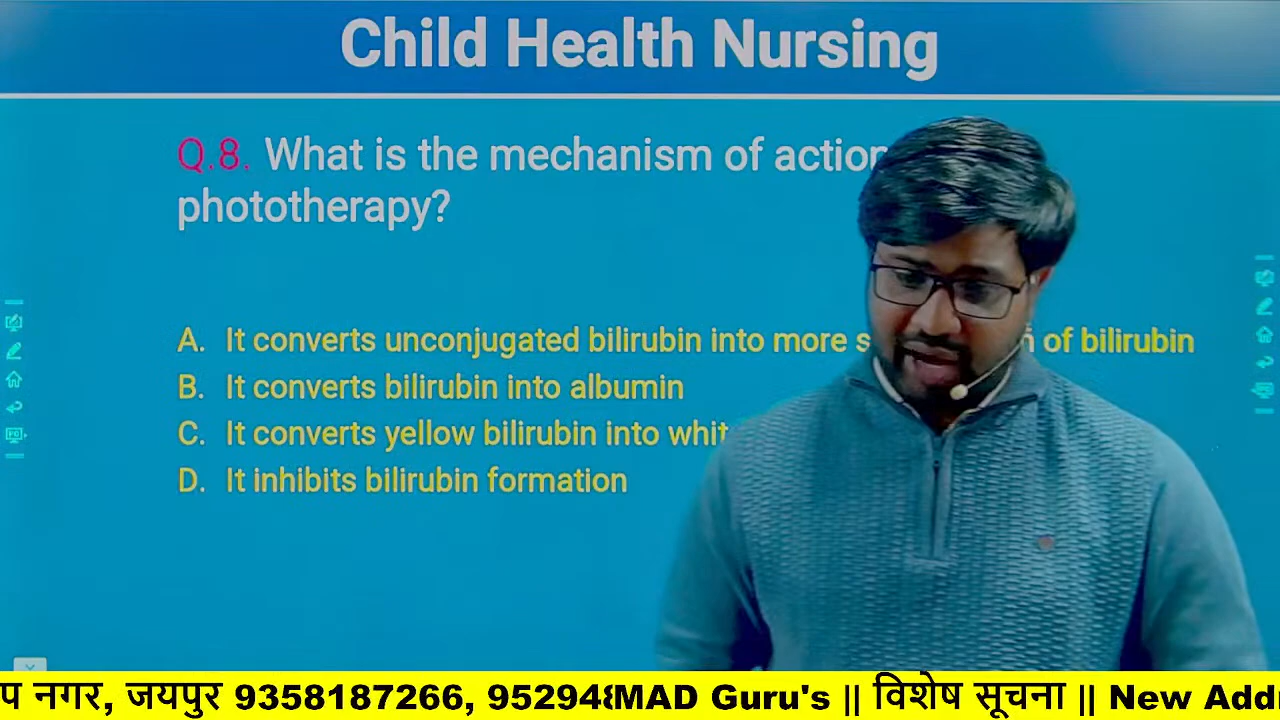 Child Health Nursing
Q.8. What is the mechanism of action
phototherapy?
A. It converts unconjugated bilirubin into more of bilirubin
B. It converts bilirubin into albumin
C. It converts yellow bilirubin into
D. It inhibits bilirubin formation
प नगर, जयपुर 9358187266, 95294 MAD Guru's || विशेष सूचना || New